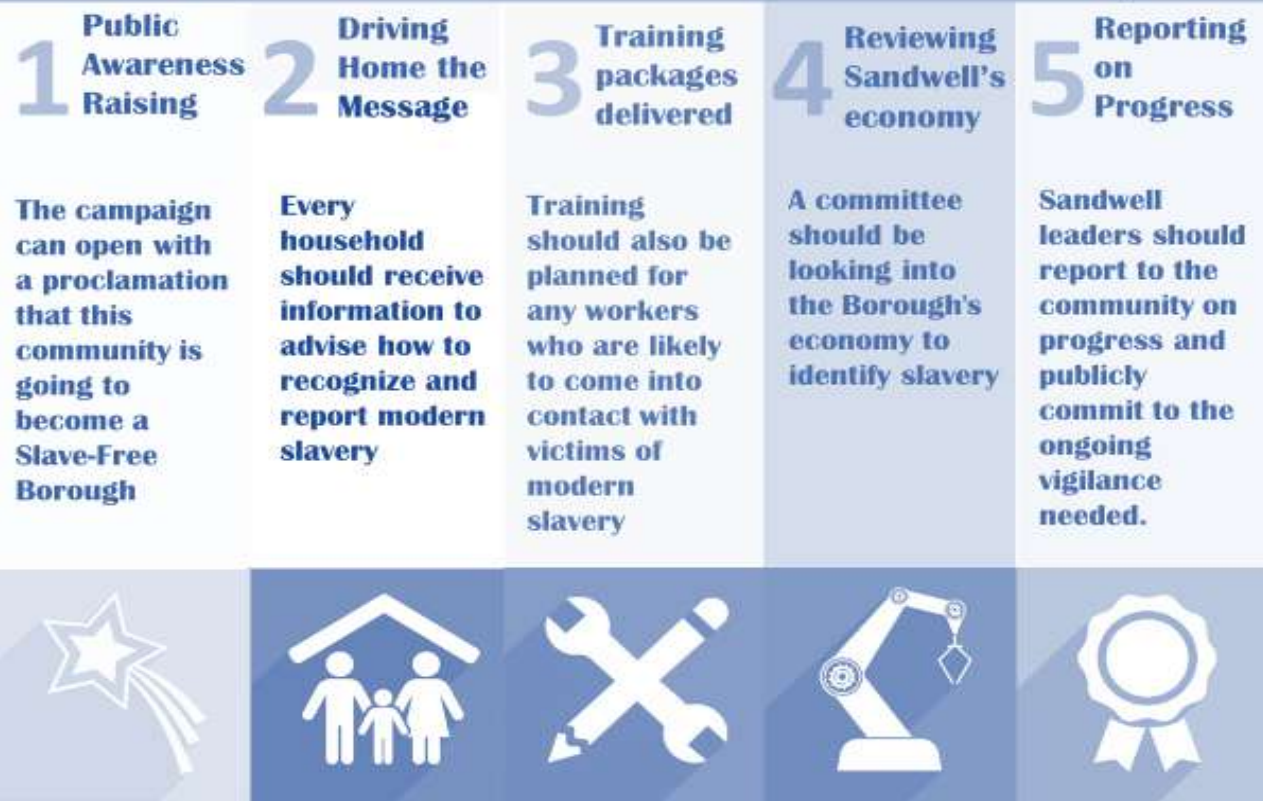 1
Public
Awareness
Raising
The campaign
can open with
a proclamation
that this
community is
going to
become a
Slave-Free
Borough
2
Driving
Home the
Message
Every
household
should receive
information to
advise how to
recognize and
report modern
slavery
3
Training
packages
delivered
Training
should also be
planned for
any workers
who are likely
to come into
contact with
victims of
modern
slavery
4
Reviewing
Sandwell's
economy
A committee
should be
looking into
the Borough's
economy to
identify slavery
5
Reporting
on
Progress
Sandwell
leaders should
report to the
community on
progress and
publicly
commit to the
ongoing
vigilance
needed.